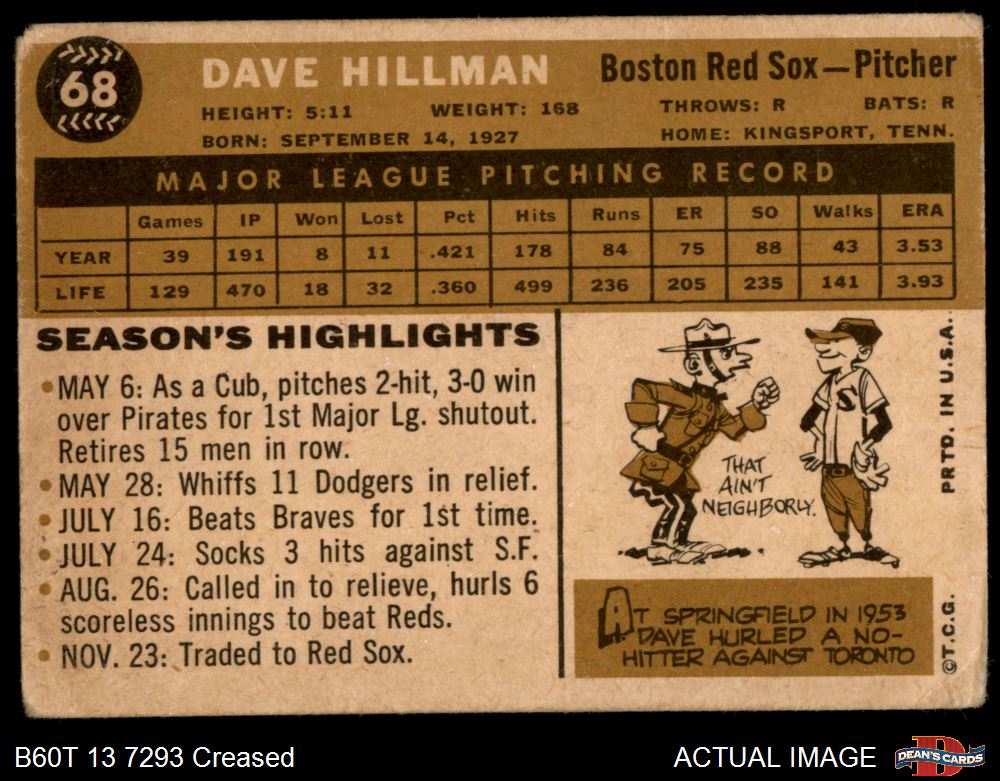 68
DAVE HILLMAN
Boston Red Sox—Pitcher
HEIGHT: 5:11 WEIGHT: 168 THROWS: R BATS: R
BORN: SEPTEMBER 14, 1927 HOME: KINGSPORT, TENN.
MAJOR LEAGUE PITCHING RECORD
Games IP Won Lost Pct Hits Runs ER SO Walks ERA
YEAR 39 191 8 11 .421 178 84 75 88 43 3.53
LIFE 129 470 18 32 .360 499 236 205 235 141 3.93
SEASON'S HIGHLIGHTS
• MAY 6: As a Cub, pitches 2-hit, 3-0 win
over Pirates for 1st Major Lg. shutout.
Retires 15 men in row.
• MAY 28: Whiffs 11 Dodgers in relief.
• JULY 16: Beats Braves for 1st time.
• JULY 24: Socks 3 hits against S.F.
• AUG. 26: Called in to relieve, hurls 6
scoreless innings to beat Reds.
• NOV. 23: Traded to Red Sox.
S
S
THAT
AIN'T
NEIGHBORLY.
AT SPRINGFIELD IN 1953
DAVE HURLED A NO-
HITTER AGAINST TORONTO
©T.C.G. PRTD. IN U.S.A.
B60T 13 7293 Creased
ACTUAL IMAGE
D
DEAN'S CARDS